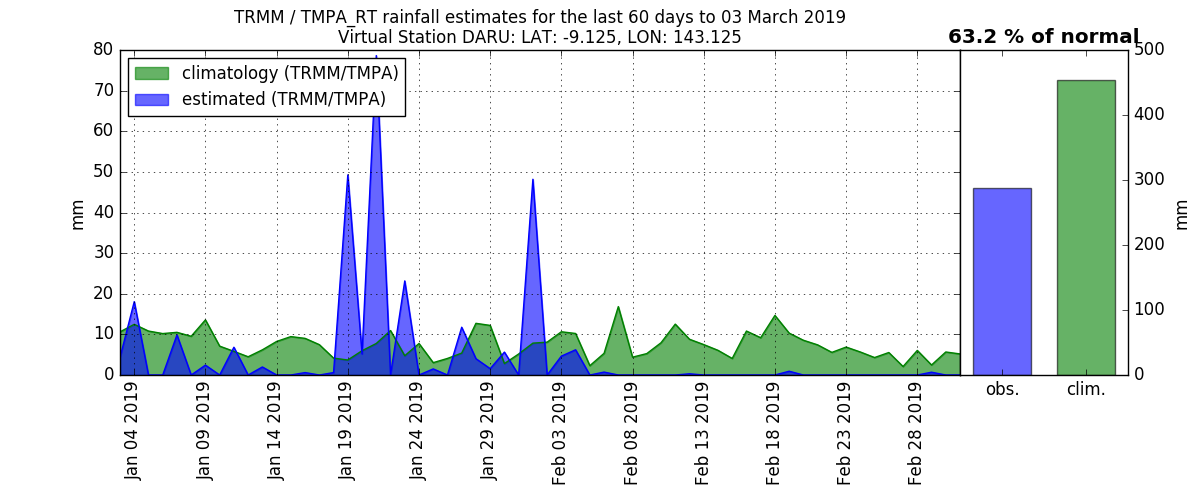 TRMM / TMPA_RT rainfall estimates for the last 60 days to 03 March 2019
Virtual Station DARU: LAT: -9.125, LON: 143.125
63.2 % of normal
climatology (TRMM/TMPA)
estimated (TRMM/TMPA)
mm
80
70
60
50
40
30
20
10
0
Jan 04 2019
Jan 09 2019
Jan 14 2019
Jan 19 2019
Jan 24 2019
Jan 29 2019
Feb 03 2019
Feb 08 2019
Feb 13 2019
Feb 18 2019
Feb 23 2019
Feb 28 2019
obs.
clim.
500
400
300
200
100
0
mm